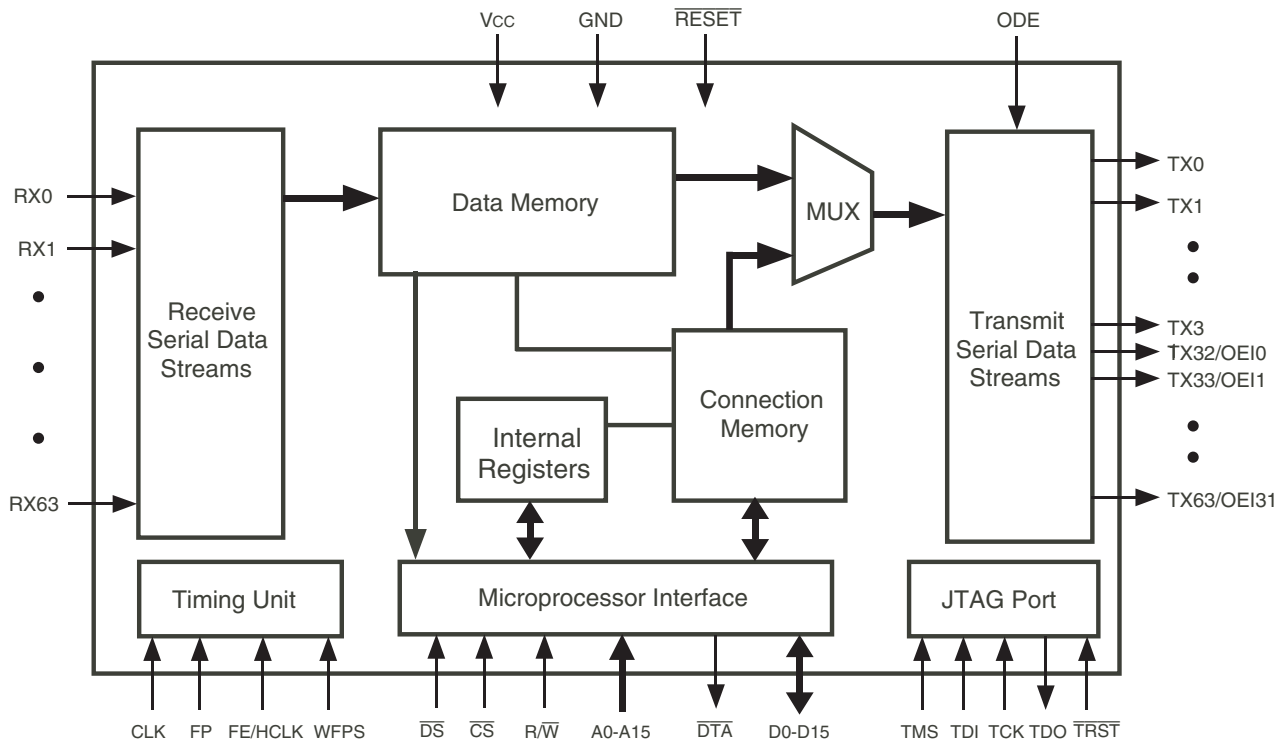 VCC GND RESET ODE
RX0
RX1
RX63
Receive
Serial Data
Streams
Data Memory
MUX
Internal
Registers
Connection
Memory
Transmit
Serial Data
Streams
TX0
TX1
TX3
TX32/OEI0
TX33/OEI1
TX63/OEI31
Timing Unit
Microprocessor Interface
JTAG Port
CLK FP FE/HCLK WFPS DS CS R/W A0-A15 DTA D0-D15 TMS TDI TCK TDO TRST